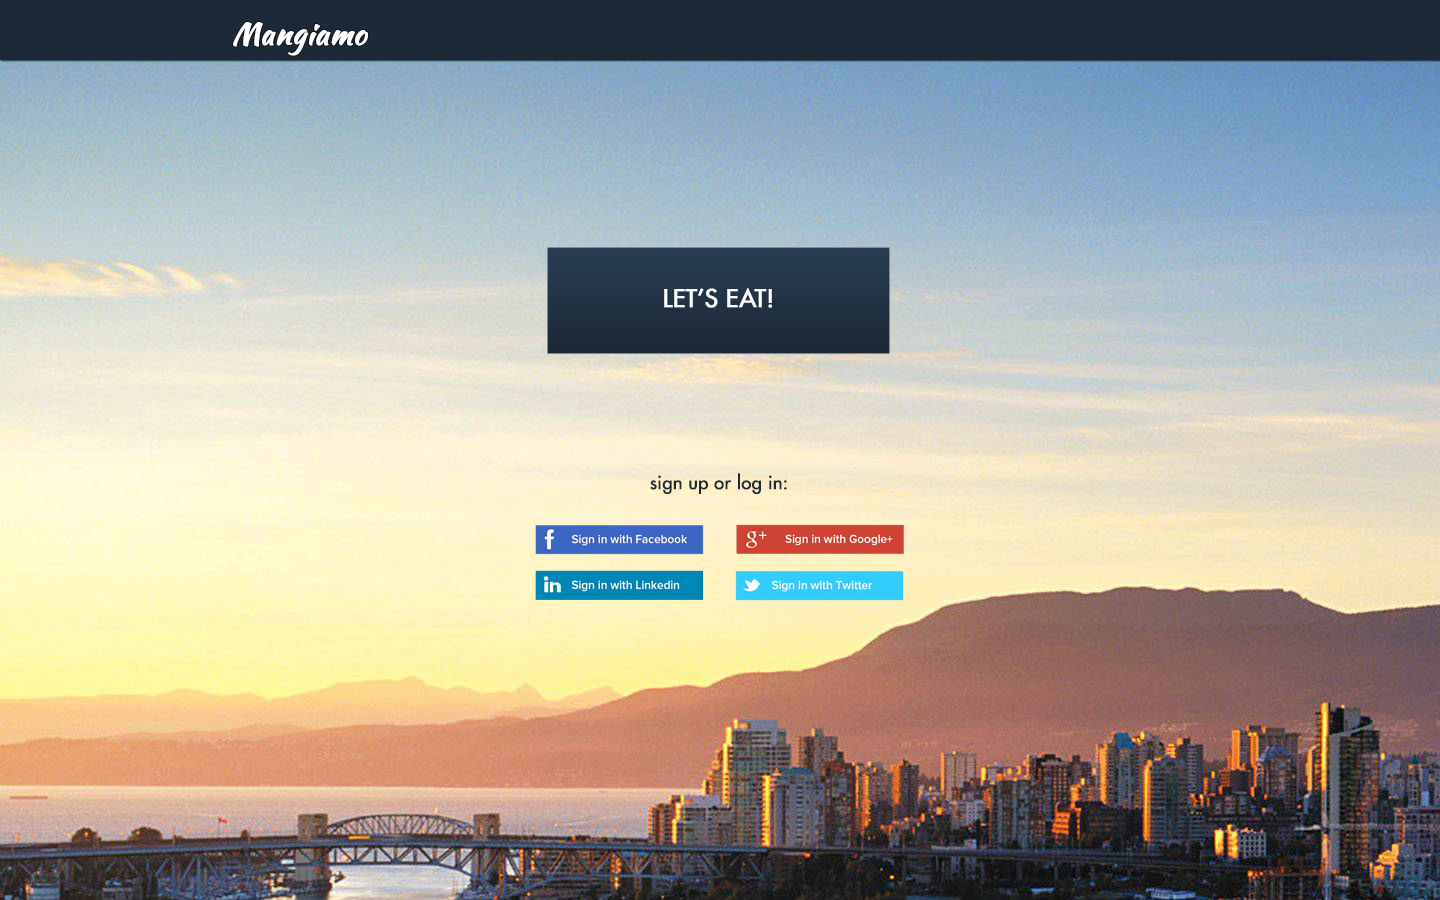 Mangiamo
LET'S EAT!
sign up or log in:
Sign in with Facebook
g+ Sign in with Google+
in Sign in with Linkedin
Sign in with Twitter